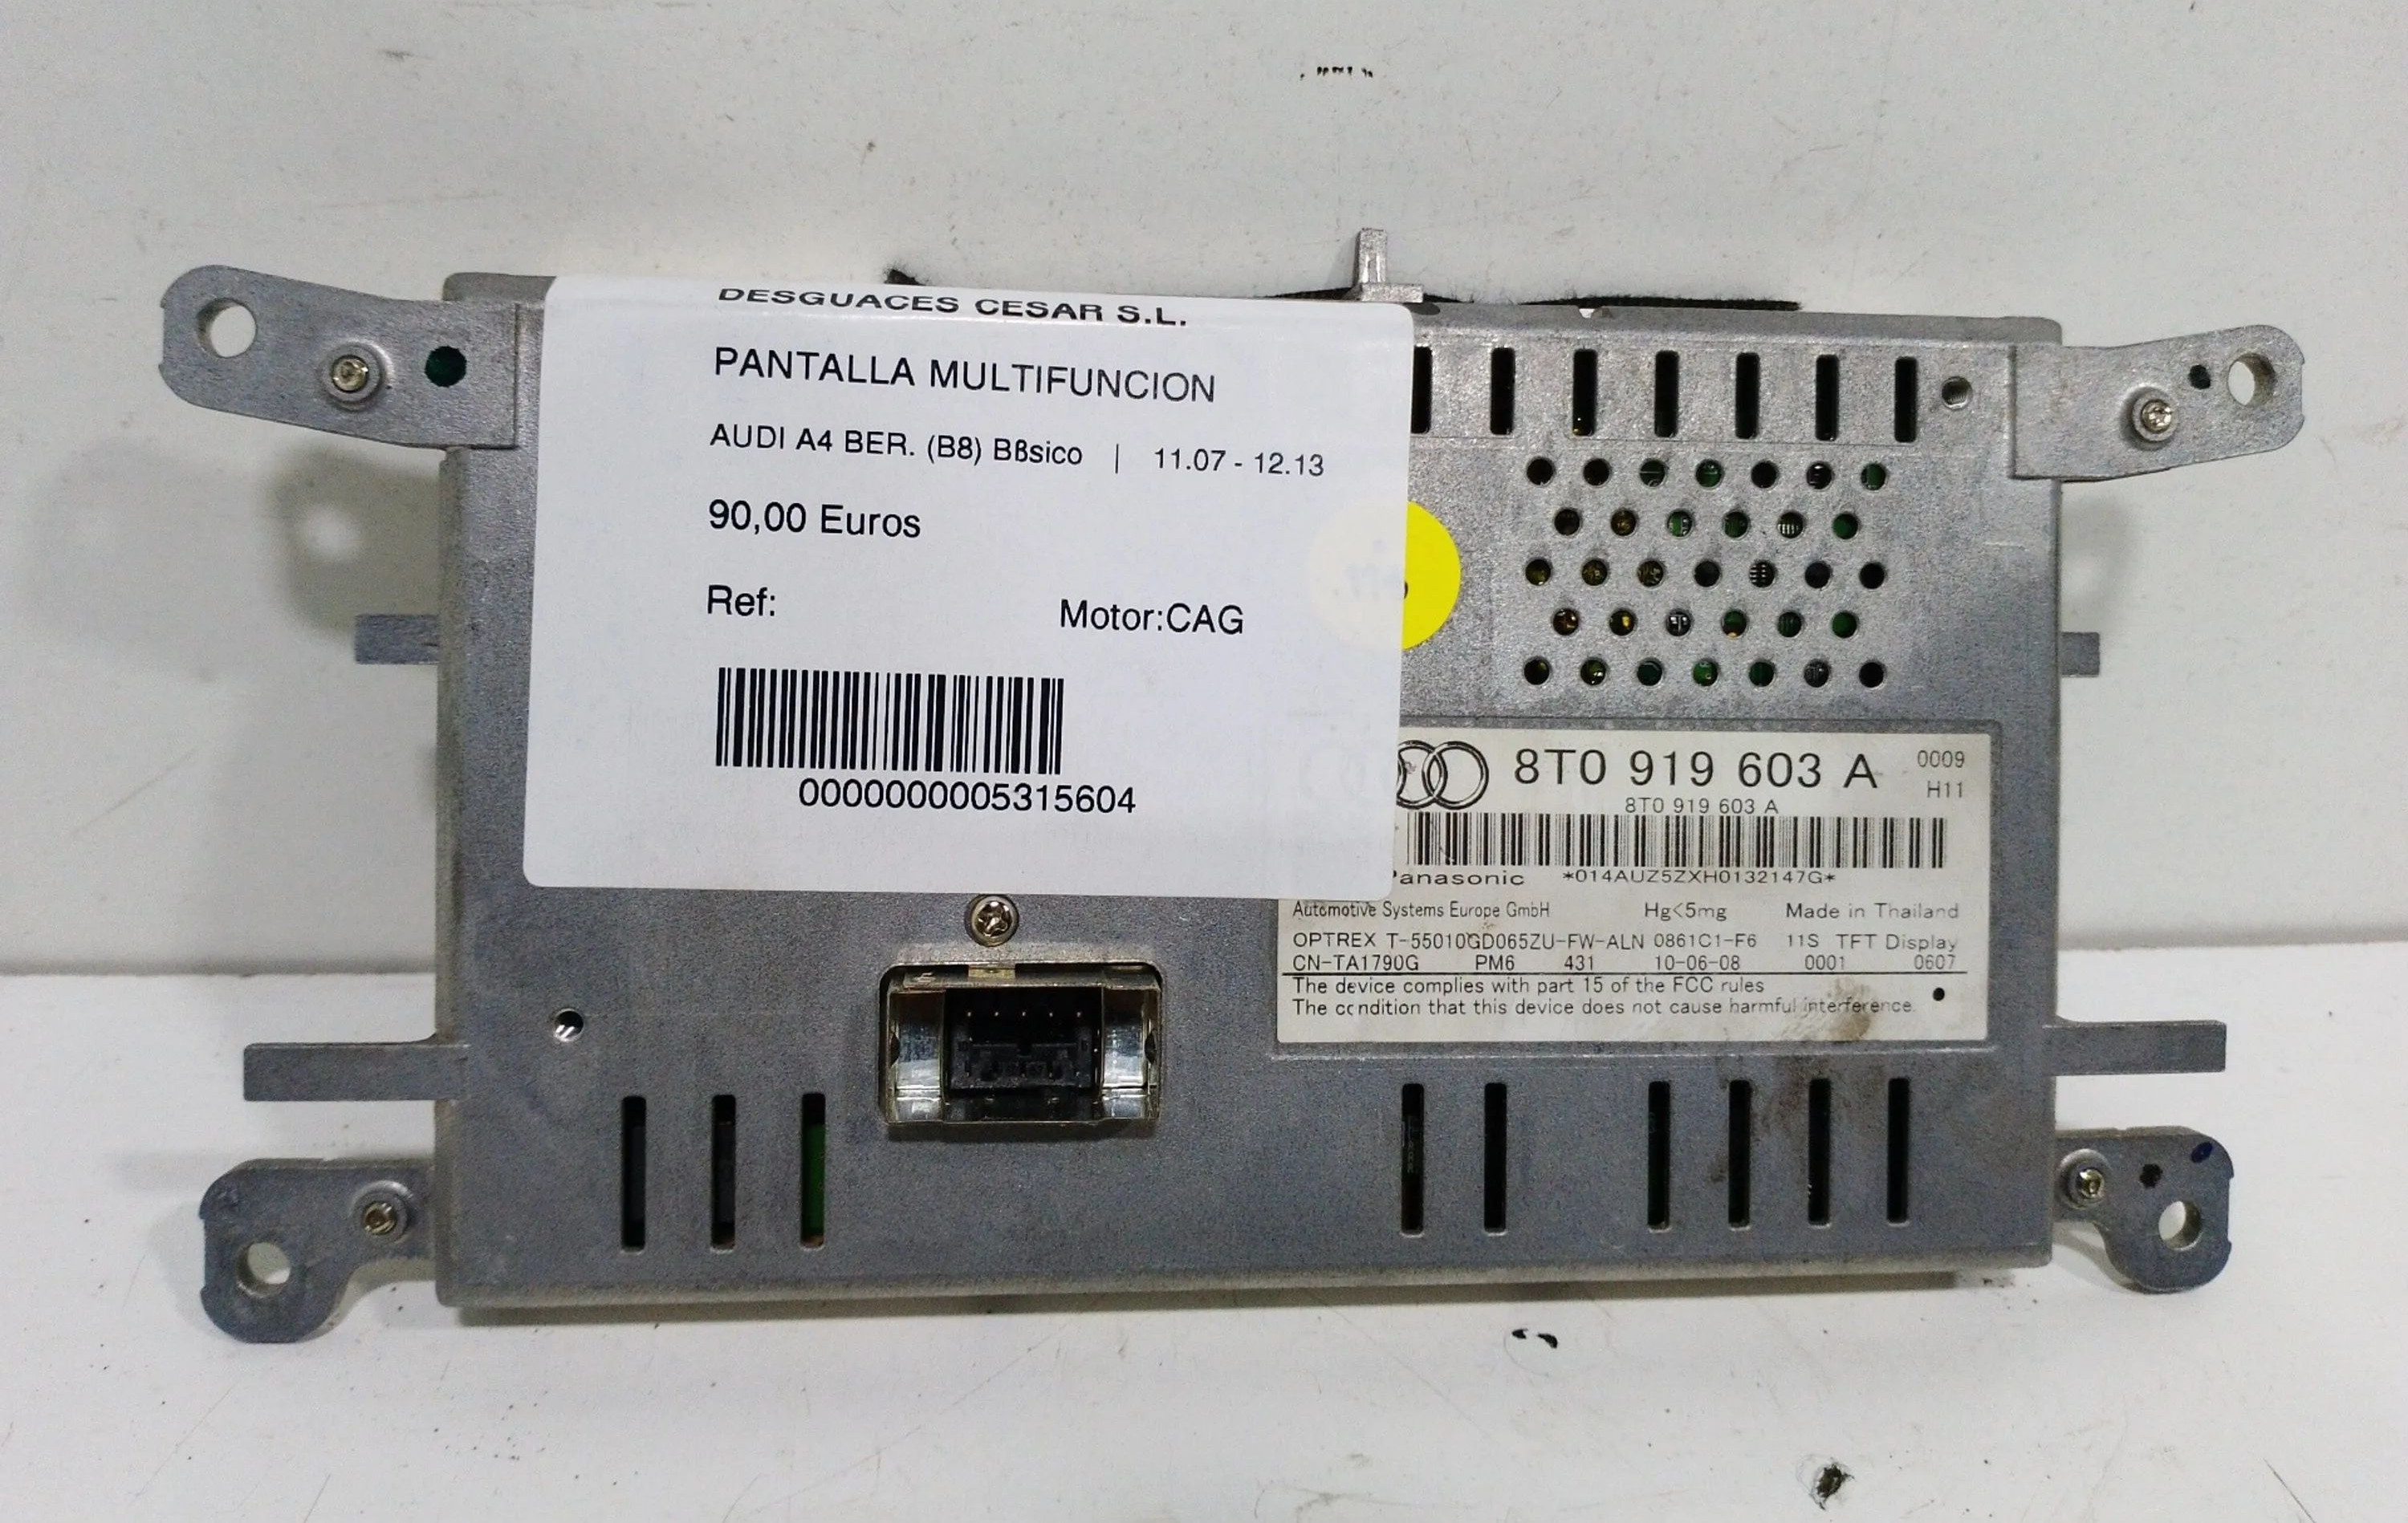 DESGUACES CESAR S.L.
PANTALLA MULTIFUNCION
AUDI A4 BER. (B8) Bßsico | 11.07 - 12.13
90,00 Euros
Ref: Motor:CAG
0000000005315604
8T0 919 603 A 0009
H11
8T0 919 603 A
Panasonic *014AUZ5ZXH0132147G*
Automotive Systems Europe GmbH Hg<5mg Made in Thailand
OPTREX T-55010GD065ZU-FW-ALN 0861C1-F6 11S TFT Display
CN-TA1790G PM6 431 10-06-08 0001 0607
The device complies with part 15 of the FCC rules
The condition that this device does not cause harmful interference.